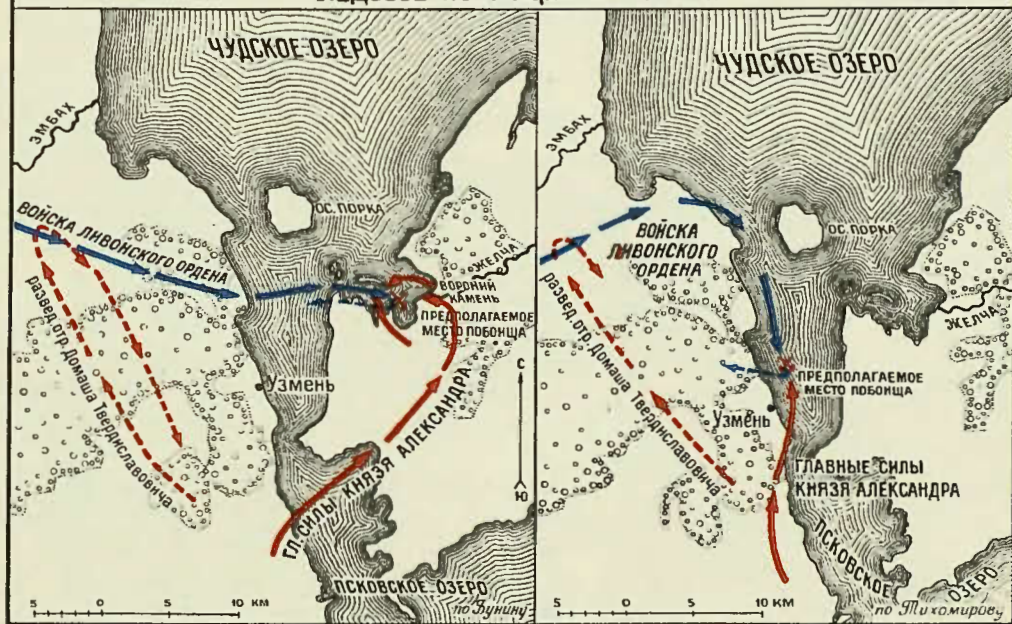 ЧУДСКОЕ ОЗЕРО
ЭМБАХ
ОС. ПОРКА
ВОЙСКА ЛИВОНСКОГО ОРДЕНА
ЖЕЛЧА
ВОРОНИЙ
КАМЕНЬ
ПРЕДПОЛАГАЕМОЕ
МЕСТО ПОБОИЩА
развед. отр. Домаша Твердиславовича
Узмень
С
Ю
ГЛ. СИЛЫ КНЯЗЯ АЛЕКСАНДРА
ПСКОВСКОЕ ОЗЕРО
5 0 5 10 КМ
по Бунину
ЧУДСКОЕ ОЗЕРО
ЭМБАХ
ОС. ПОРКА
ВОЙСКА
ЛИВОНСКОГО
ОРДЕНА
ЖЕЛЧА
развед. отр. Домаша Твердиславовича
ПРЕДПОЛАГАЕМОЕ
МЕСТО ПОБОИЩА
Узмень
ГЛАВНЫЕ СИЛЫ
КНЯЗЯ АЛЕКСАНДРА
ПСКОВСКОЕ
ОЗЕРО
5 0 5 10 КМ
по Тихомирову